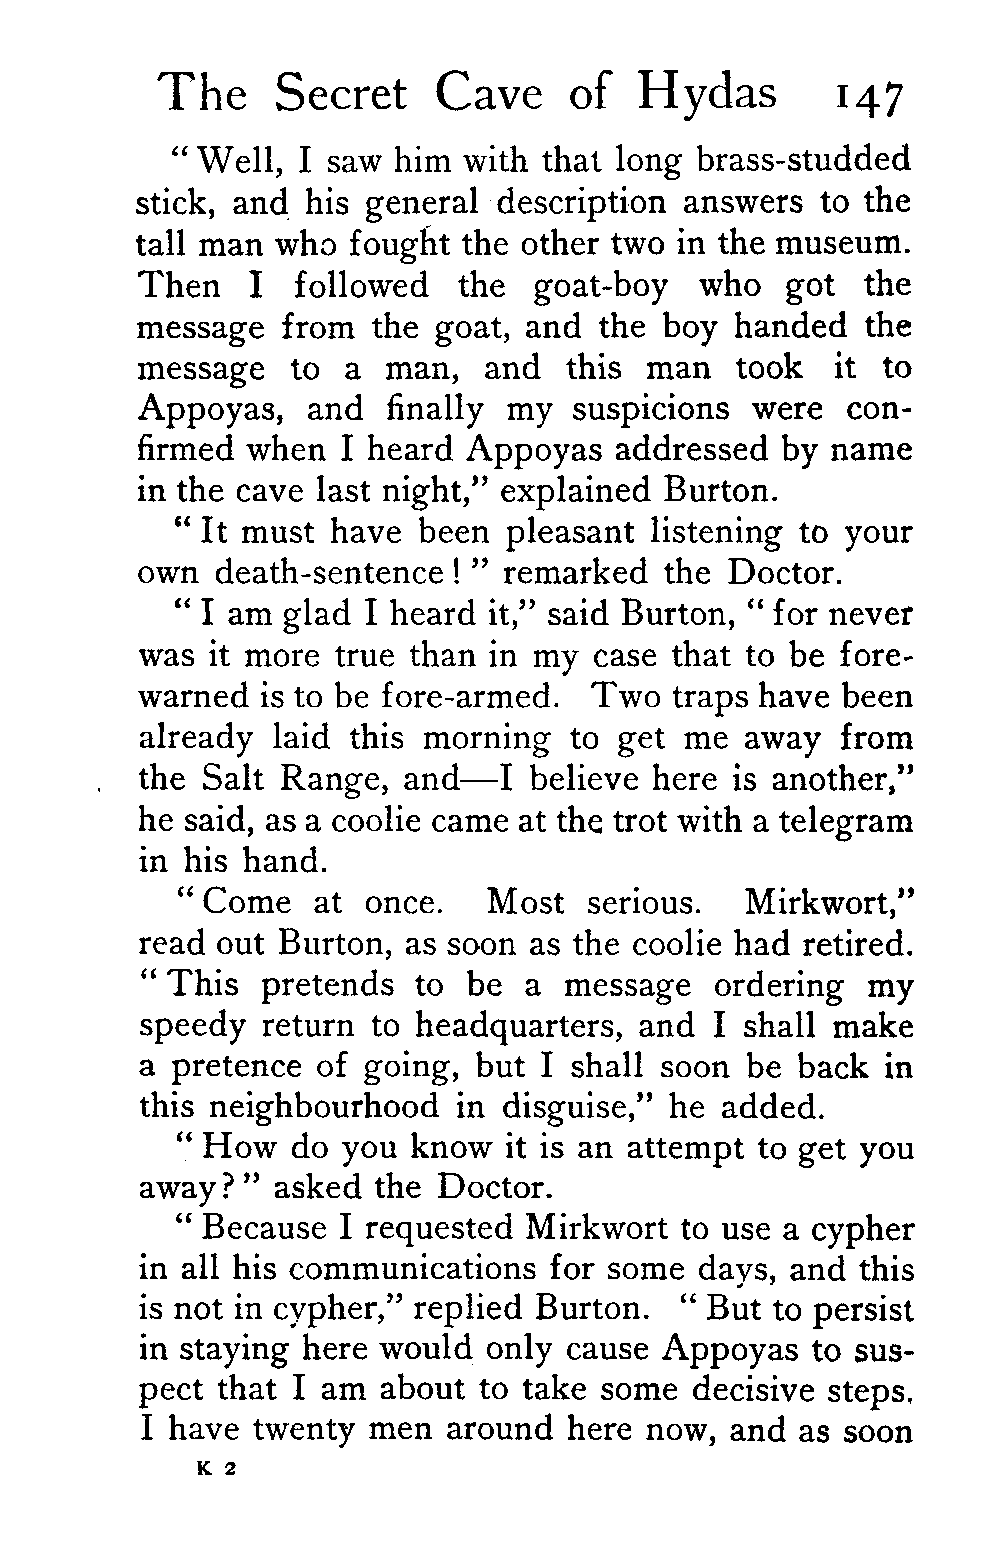 The Secret Cave of Hydas 147
“ Well, I saw him with that long brass-studded
stick, and his general description answers to the
tall man who fought the other two in the museum.
Then I followed the goat-boy who got the
message from the goat, and the boy handed the
message to a man, and this man took it to
Appoyas, and finally my suspicions were con-
firmed when I heard Appoyas addressed by name
in the cave last night,” explained Burton.
“ It must have been pleasant listening to your
own death-sentence ! ” remarked the Doctor.
“ I am glad I heard it,” said Burton, “ for never
was it more true than in my case that to be fore-
warned is to be fore-armed. Two traps have been
already laid this morning to get me away from
the Salt Range, and—I believe here is another,”
he said, as a coolie came at the trot with a telegram
in his hand.
“ Come at once. Most serious. Mirkwort,”
read out Burton, as soon as the coolie had retired.
“ This pretends to be a message ordering my
speedy return to headquarters, and I shall make
a pretence of going, but I shall soon be back in
this neighbourhood in disguise,” he added.
“ How do you know it is an attempt to get you
away? ” asked the Doctor.
“ Because I requested Mirkwort to use a cypher
in all his communications for some days, and this
is not in cypher,” replied Burton. “ But to persist
in staying here would only cause Appoyas to sus-
pect that I am about to take some decisive steps.
I have twenty men around here now, and as soon
K 2